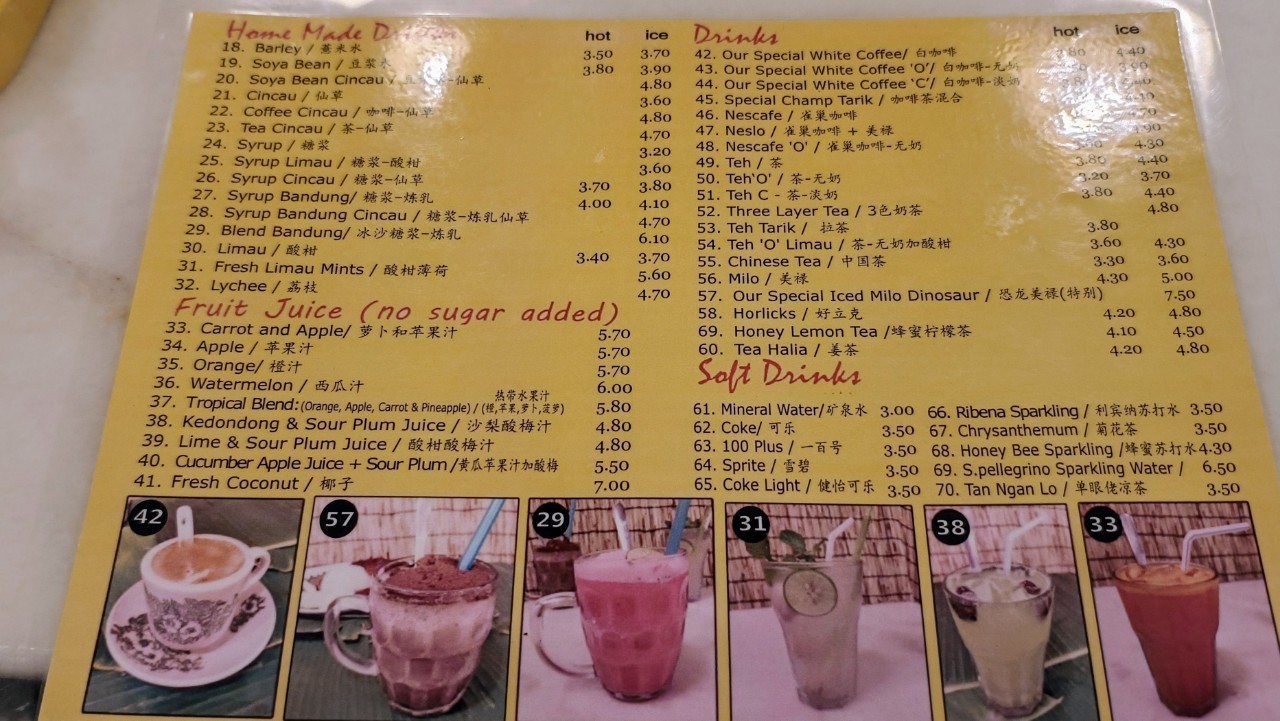 Home Made
hot ice
18. Barley / 薏米水 3.50 3.70
19. Soya Bean / 豆浆水 3.80 3.90
20. Soya Bean Cincau / -仙草 4.80
21. Cincau / 仙草 3.60
22. Coffee Cincau / 咖啡-仙草 4.80
23. Tea Cincau / 茶-仙草 4.70
24. Syrup / 糖浆 3.20
25. Syrup Limau / 糖浆-酸柑 3.60
26. Syrup Cincau / 糖浆-仙草 3.70 3.80
27. Syrup Bandung/ 糖浆-炼乳 4.00 4.10
28. Syrup Bandung Cincau / 糖浆-炼乳仙草 4.70
29. Blend Bandung/ 冰沙糖浆-炼乳 6.10
30. Limau / 酸柑 3.40 3.70
31. Fresh Limau Mints / 酸柑薄荷 5.60
32. Lychee / 荔枝 4.70
Fruit Juice (no sugar added)
33. Carrot and Apple/ 萝卜和苹果汁 5.70
34. Apple / 苹果汁 5.70
35. Orange/ 橙汁 5.70
36. Watermelon / 西瓜汁 6.00
热带水果汁
37. Tropical Blend:(Orange, Apple, Carrot & Pineapple) / (橙,苹果,萝卜,菠萝) 5.80
38. Kedondong & Sour Plum Juice / 沙梨酸梅汁 4.80
39. Lime & Sour Plum Juice / 酸柑酸梅汁 4.80
40. Cucumber Apple Juice + Sour Plum /黄瓜苹果汁加酸梅 5.50
41. Fresh Coconut / 椰子 7.00
Drinks
hot ice
42. Our Special White Coffee/ 白咖啡 3.80 4.40
43. Our Special White Coffee 'O'/ 白咖啡-无奶
44. Our Special White Coffee 'C'/ 白咖啡-淡奶
45. Special Champ Tarik / 咖啡茶混合
46. Nescafe / 雀巢咖啡
47. Neslo / 雀巢咖啡 + 美禄
48. Nescafe 'O' / 雀巢咖啡-无奶 4.30
49. Teh / 茶 3.80 4.40
50. Teh'O' / 茶-无奶 3.20 3.70
51. Teh C - 茶-淡奶 3.80 4.40
52. Three Layer Tea / 3色奶茶 4.80
53. Teh Tarik / 拉茶 3.80
54. Teh 'O' Limau / 茶-无奶加酸柑 3.60 4.30
55. Chinese Tea / 中国茶 3.30 3.60
56. Milo / 美禄 4.30 5.00
57. Our Special Iced Milo Dinosaur / 恐龙美禄(特别) 7.50
58. Horlicks / 好立克 4.20 4.80
69. Honey Lemon Tea /蜂蜜柠檬茶 4.10 4.50
60. Tea Halia / 姜茶 4.20 4.80
Soft Drinks
61. Mineral Water/矿泉水 3.00
62. Coke/ 可乐 3.50
63. 100 Plus / 一百号 3.50
64. Sprite / 雪碧 3.50
65. Coke Light / 健怡可乐 3.50
66. Ribena Sparkling / 利宾纳苏打水 3.50
67. Chrysanthemum / 菊花茶 3.50
68. Honey Bee Sparkling /蜂蜜苏打水 4.30
69. S.pellegrino Sparkling Water / 6.50
70. Tan Ngan Lo / 单眼佬凉茶 3.50
42
57
29
31
38
33